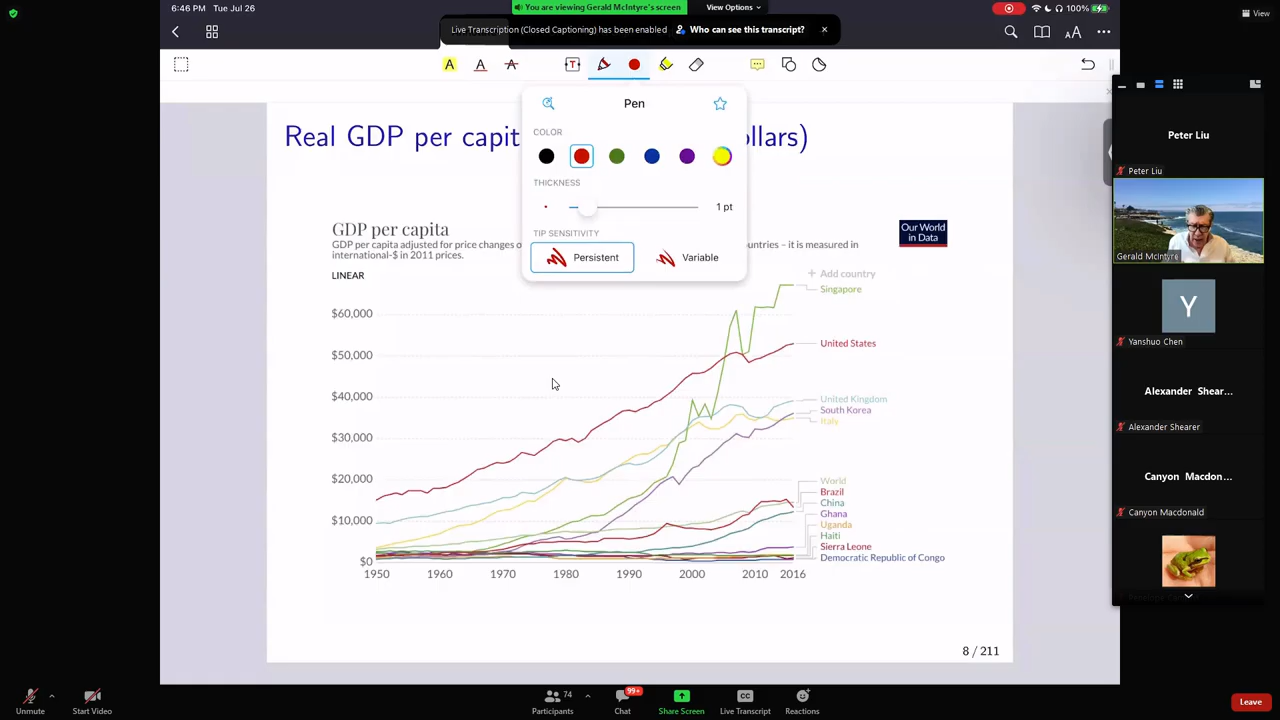 6:46 PM Tue Jul 26
You are viewing Gerald McIntyre's screen
View Options
100%
View
Live Transcription (Closed Captioning) has been enabled
Who can see this transcript?
A A A T
AA
Pen
COLOR
THICKNESS
1 pt
TIP SENSITIVITY
Persistent
Variable
Real GDP per capit
ollars)
GDP per capita
GDP per capita adjusted for price changes o
ountries – it is measured in
international-$ in 2011 prices.
Our World
in Data
LINEAR
+ Add country
Singapore
$60,000
United States
$50,000
$40,000
United Kingdom
South Korea
Italy
$30,000
$20,000
World
Brazil
China
Ghana
$10,000
Uganda
Haiti
Sierra Leone
Democratic Republic of Congo
$0
1950
1960
1970
1980
1990
2000
2010
2016
8 / 211
Peter Liu
Peter Liu
Gerald McIntyre
Y
Yanshuo Chen
Alexander Shear...
Alexander Shearer
Canyon Macdon...
Canyon Macdonald
Unmute
Start Video
74
Participants
99+
Chat
Share Screen
CC
Live Transcript
Reactions
Leave